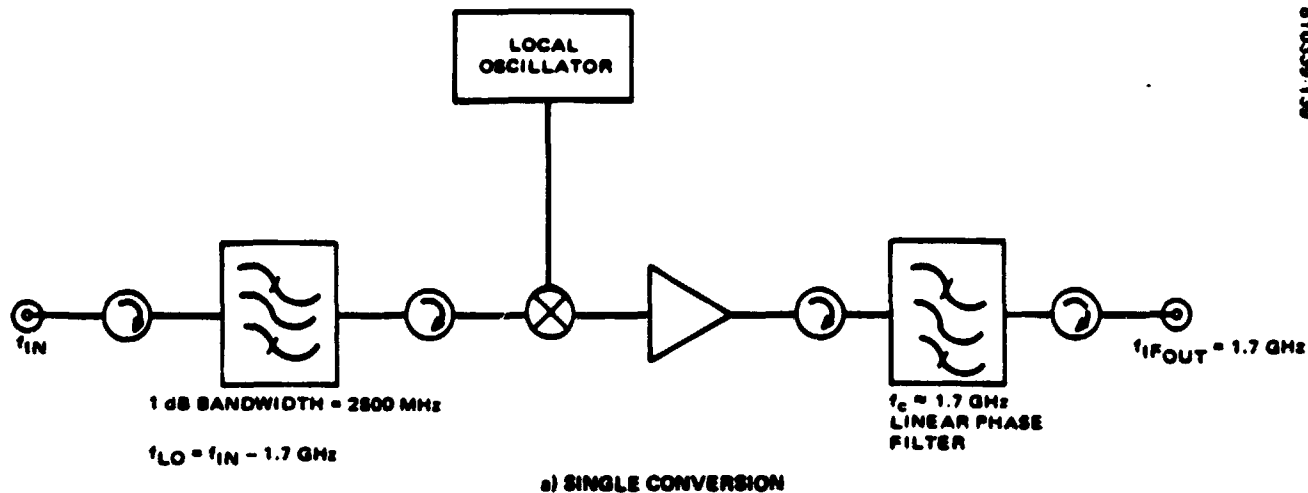 LOCAL
OSCILLATOR
fIN
1 dB BANDWIDTH = 2500 MHz
fLO = fIN – 1.7 GHz
fIFOUT = 1.7 GHz
fc ≈ 1.7 GHz
LINEAR PHASE
FILTER
a) SINGLE CONVERSION